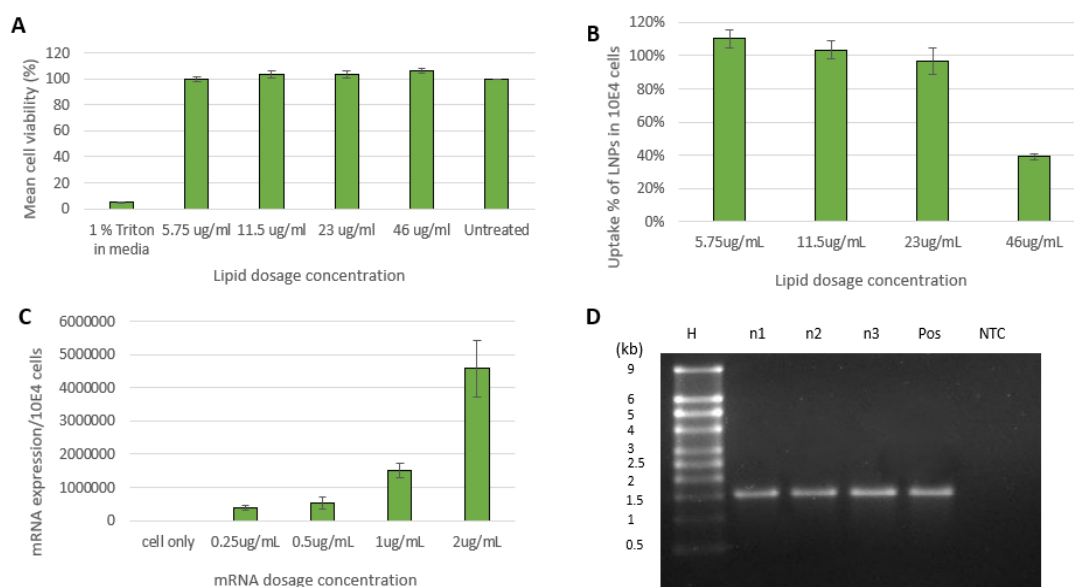 A
Mean cell viability (%)
120
100
80
60
40
20
0
1 % Triton in media 5.75 ug/ml 11.5 ug/ml 23 ug/ml 46 ug/ml Untreated
Lipid dosage concentration
B
Uptake % of LNPs in 10E4 cells
120%
100%
80%
60%
40%
20%
0%
5.75ug/mL 11.5ug/mL 23ug/mL 46ug/mL
Lipid dosage concentration
C
mRNA expression/10E4 cells
6000000
5000000
4000000
3000000
2000000
1000000
0
cell only 0.25ug/mL 0.5ug/mL 1ug/mL 2ug/mL
mRNA dosage concentration
D
H n1 n2 n3 Pos NTC
(kb)
9
6
5
4
3
2.5
2
1.5
1
0.5